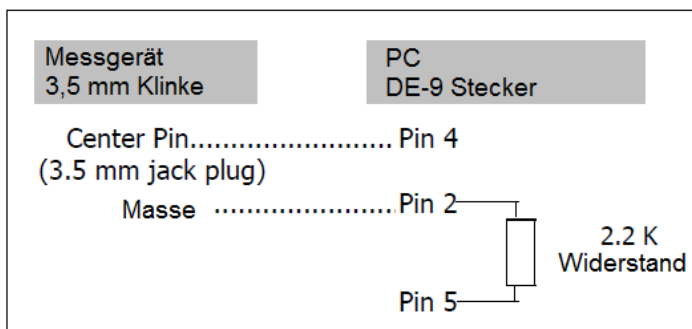 Messgerät
3,5 mm Klinke
PC
DE-9 Stecker
Center Pin.......................... Pin 4
(3.5 mm jack plug)
Masse .......................Pin 2
2.2 K
Widerstand
Pin 5